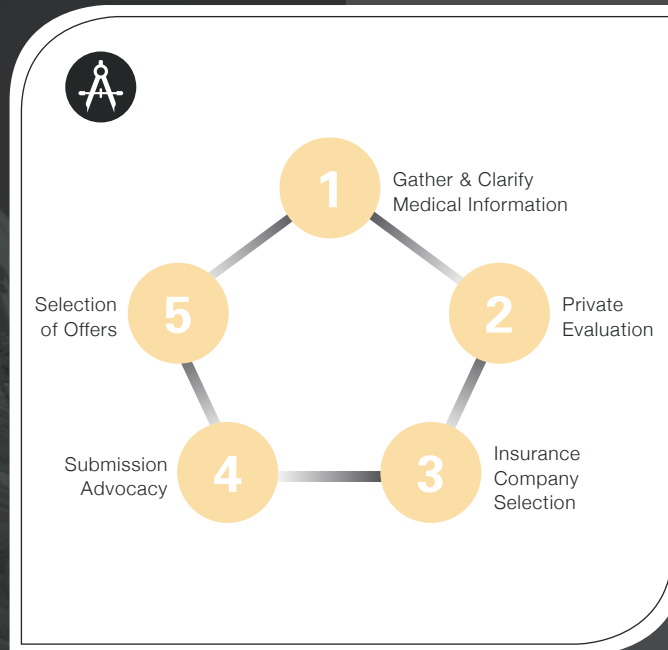 1
Gather & Clarify
Medical Information
2
Private
Evaluation
3
Insurance
Company
Selection
4
Submission
Advocacy
5
Selection
of Offers